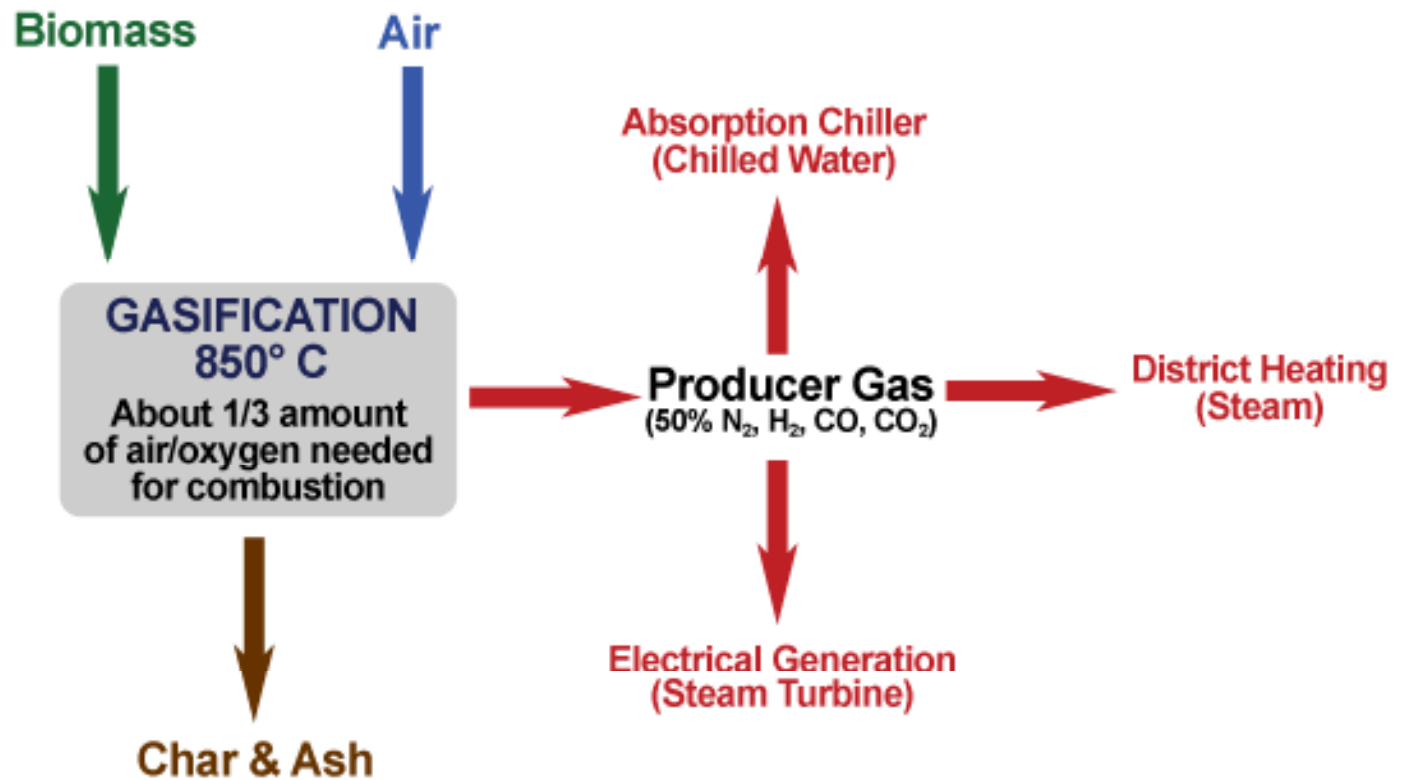 Biomass
Air
Absorption Chiller
(Chilled Water)
GASIFICATION
850° C
About 1/3 amount
of air/oxygen needed
for combustion
Producer Gas
(50% N₂, H₂, CO, CO₂)
District Heating
(Steam)
Electrical Generation
(Steam Turbine)
Char & Ash